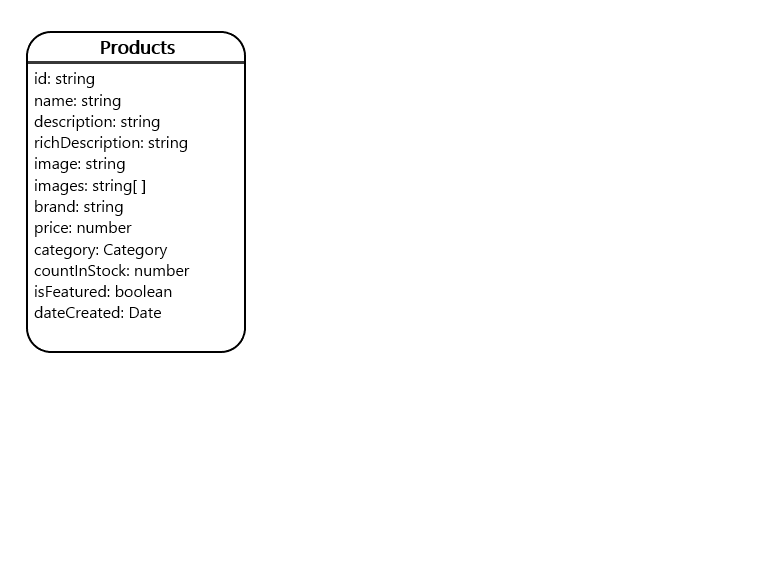 Products
id: string
name: string
description: string
richDescription: string
image: string
images: string[ ]
brand: string
price: number
category: Category
countInStock: number
isFeatured: boolean
dateCreated: Date